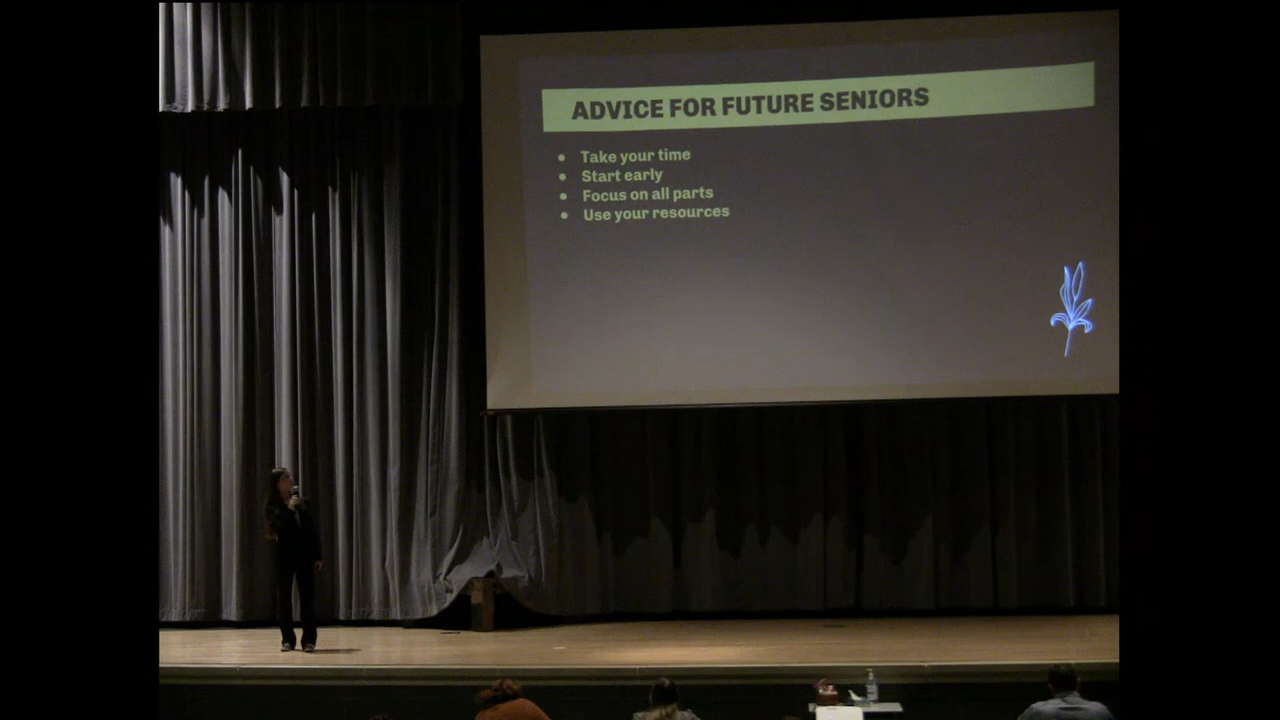 ADVICE FOR FUTURE SENIORS
● Take your time
● Start early
● Focus on all parts
● Use your resources